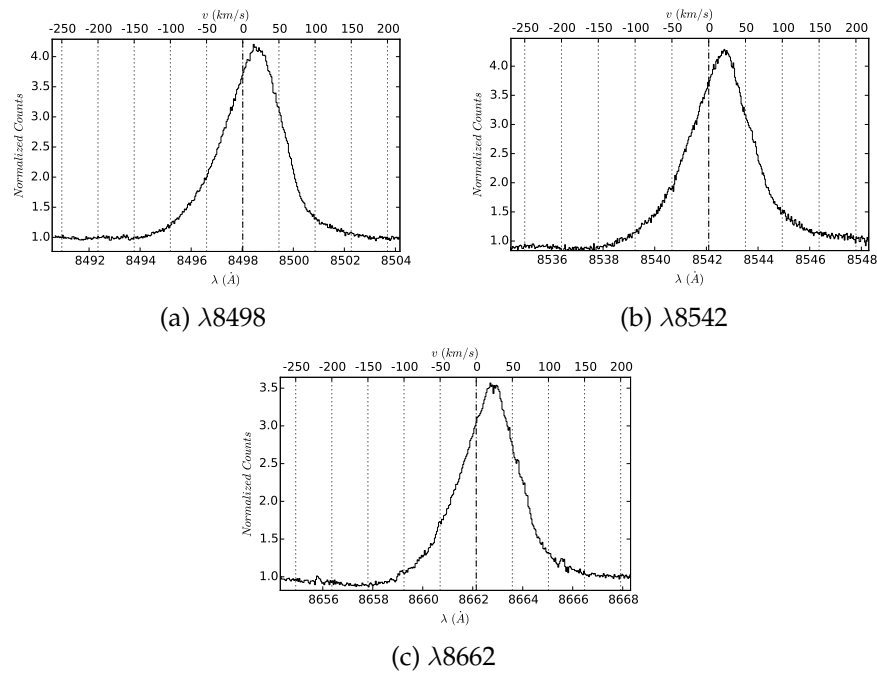 v (km/s)
-250 -200 -150 -100 -50 0 50 100 150 200
4.0
3.5
3.0
2.5
2.0
1.5
1.0
Normalized Counts
8492 8494 8496 8498 8500 8502 8504
λ (Å)
(a) λ8498
v (km/s)
-250 -200 -150 -100 -50 0 50 100 150 200
4.0
3.5
3.0
2.5
2.0
1.5
1.0
Normalized Counts
8536 8538 8540 8542 8544 8546 8548
λ (Å)
(b) λ8542
v (km/s)
-250 -200 -150 -100 -50 0 50 100 150 200
3.5
3.0
2.5
2.0
1.5
1.0
Normalized Counts
8656 8658 8660 8662 8664 8666 8668
λ (Å)
(c) λ8662